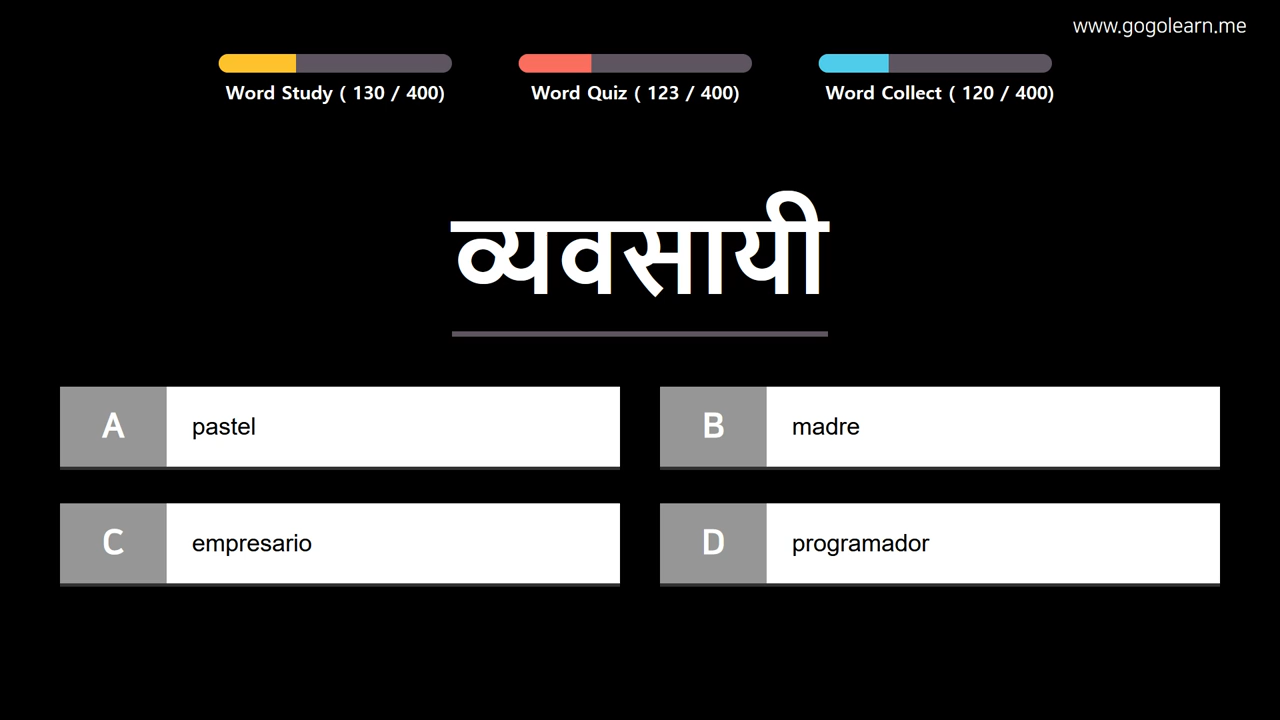 www.gogolearn.me
Word Study ( 130 / 400)
Word Quiz ( 123 / 400)
Word Collect ( 120 / 400)
व्यवसायी
A pastel
B madre
C empresario
D programador